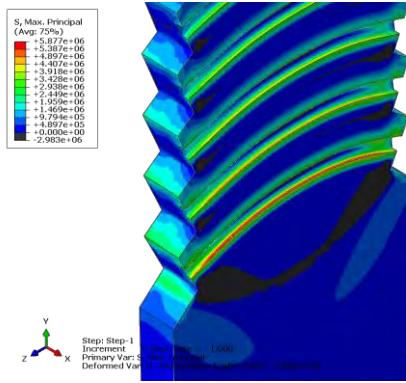 S, Max. Principal
(Avg: 75%)
+5.877e+06
+5.387e+06
+4.897e+06
+4.407e+06
+3.918e+06
+3.428e+06
+2.938e+06
+2.449e+06
+1.959e+06
+1.469e+06
+9.794e+05
+4.897e+05
+0.000e+00
-2.983e+06
Y
Z X
Step: Step-1
Increment 1.000
Primary Var: S,
Deformed Var